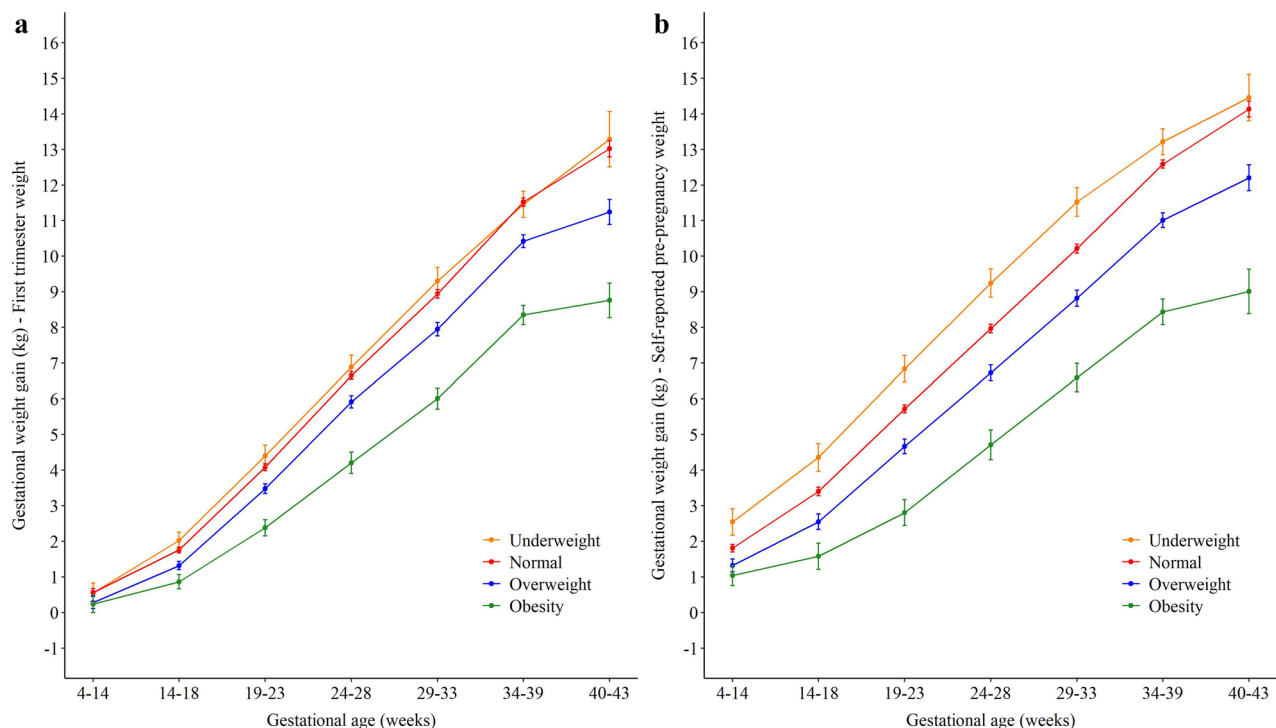 a
Gestational weight gain (kg) - First trimester weight
16
15
14
13
12
11
10
9
8
7
6
5
4
3
2
1
0
-1
Underweight
Normal
Overweight
Obesity
4-14 14-18 19-23 24-28 29-33 34-39 40-43
Gestational age (weeks)
b
Gestational weight gain (kg) - Self-reported pre-pregnancy weight
16
15
14
13
12
11
10
9
8
7
6
5
4
3
2
1
0
-1
Underweight
Normal
Overweight
Obesity
4-14 14-18 19-23 24-28 29-33 34-39 40-43
Gestational age (weeks)